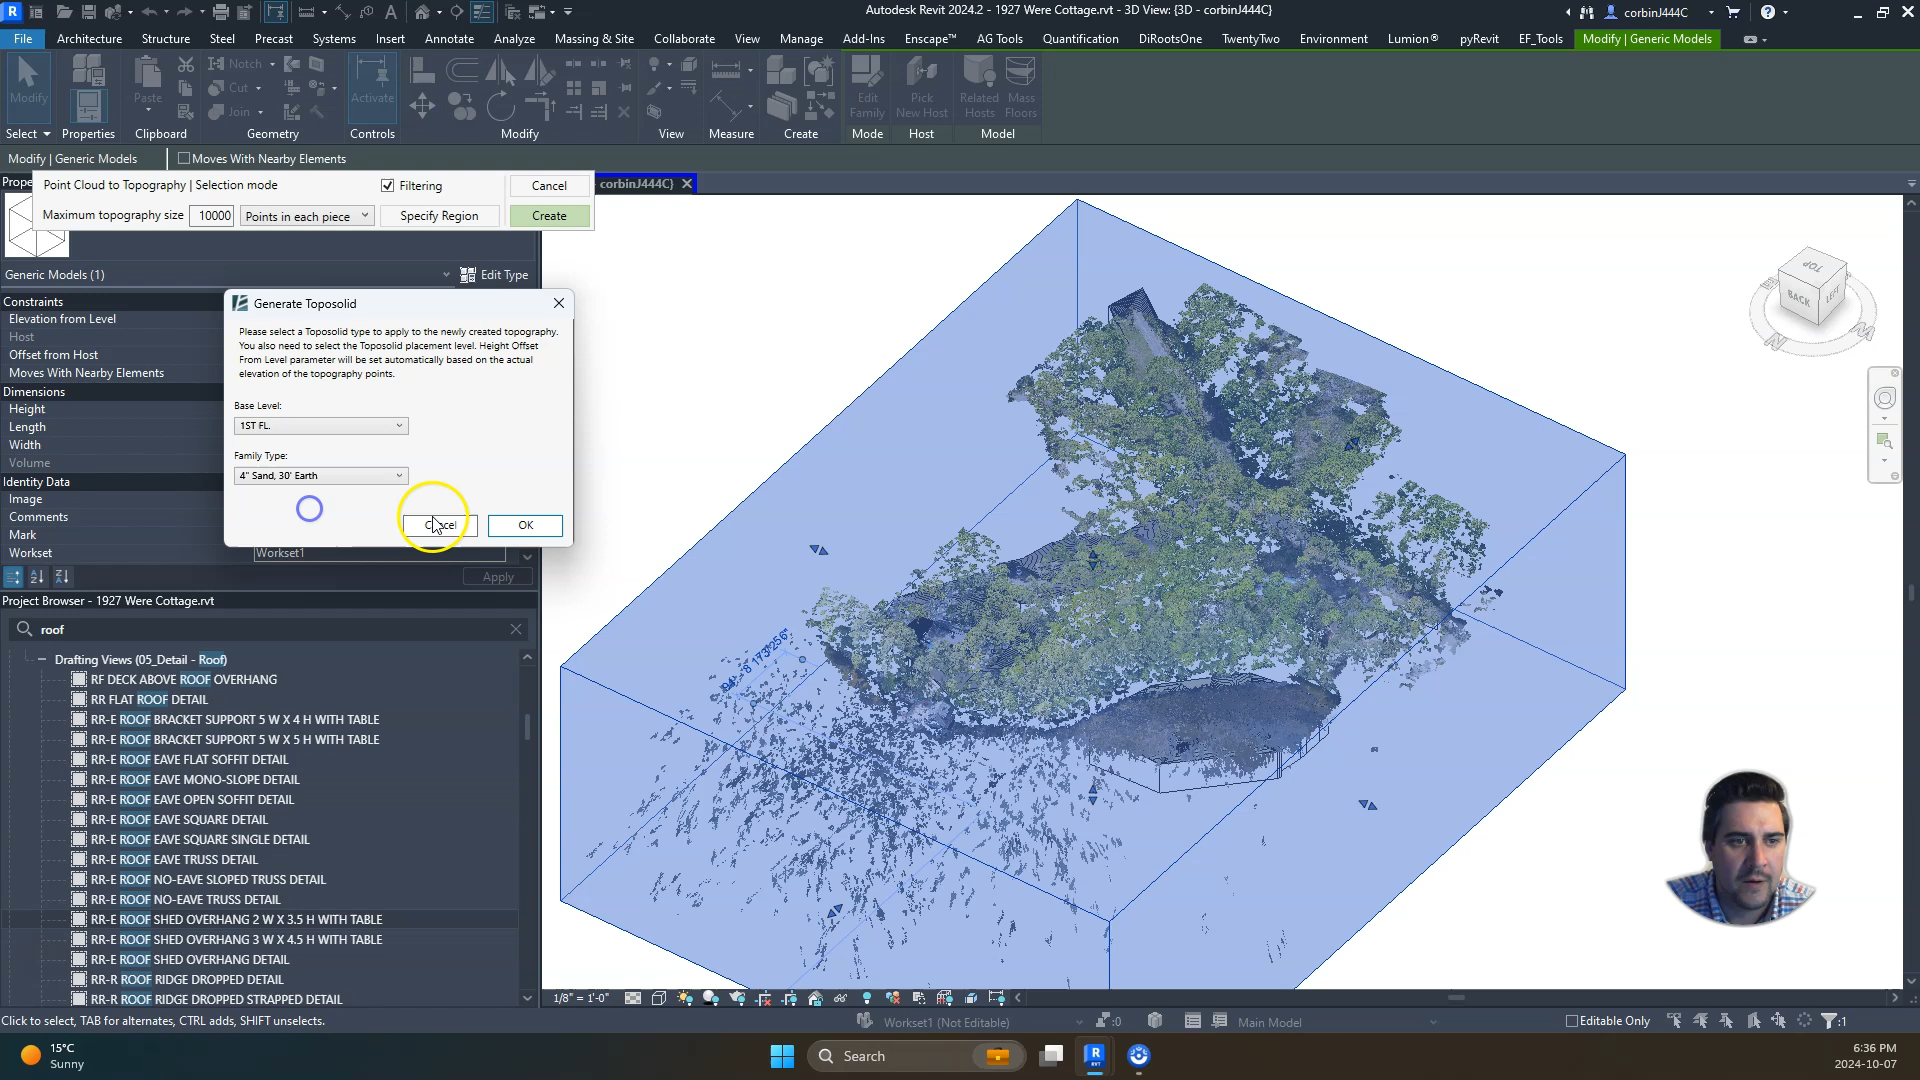 Autodesk Revit 2024.2 - 1927 Were Cottage.rvt - 3D View: {3D - corbinJ444C}
corbinJ444C
File Architecture Structure Steel Precast Systems Insert Annotate Analyze Massing & Site Collaborate View Manage Add-Ins Enscape™ AG Tools Quantification DiRootsOne TwentyTwo Environment Lumion® pyRevit EF_Tools Modify | Generic Models
Modify
Paste
Notch
Cut
Join
Activate
Edit Family
Pick New Host
Related Hosts
Mass Floors
Select Properties Clipboard Geometry Controls Modify View Measure Create Mode Host Model
Modify | Generic Models
Moves With Nearby Elements
Point Cloud to Topography | Selection mode
Filtering
Cancel
Maximum topography size 10000 Points in each piece Specify Region Create
corbinJ444C}
Generic Models (1)
Edit Type
Constraints
Elevation from Level
Host
Offset from Host
Moves With Nearby Elements
Dimensions
Height
Length
Width
Volume
Identity Data
Image
Comments
Mark
Workset
Workset1
Apply
Generate Toposolid
Please select a Toposolid type to apply to the newly created topography.
You also need to select the Toposolid placement level. Height Offset
From Level parameter will be set automatically based on the actual
elevation of the topography points.
Base Level:
1ST FL.
Family Type:
4" Sand, 30' Earth
Cancel
OK
Project Browser - 1927 Were Cottage.rvt
roof
Drafting Views (05_Detail - Roof)
RF DECK ABOVE ROOF OVERHANG
RR FLAT ROOF DETAIL
RR-E ROOF BRACKET SUPPORT 5 W X 4 H WITH TABLE
RR-E ROOF BRACKET SUPPORT 5 W X 5 H WITH TABLE
RR-E ROOF EAVE FLAT SOFFIT DETAIL
RR-E ROOF EAVE MONO-SLOPE DETAIL
RR-E ROOF EAVE OPEN SOFFIT DETAIL
RR-E ROOF EAVE SQUARE DETAIL
RR-E ROOF EAVE SQUARE SINGLE DETAIL
RR-E ROOF EAVE TRUSS DETAIL
RR-E ROOF NO-EAVE SLOPED TRUSS DETAIL
RR-E ROOF NO-EAVE TRUSS DETAIL
RR-E ROOF SHED OVERHANG 2 W X 3.5 H WITH TABLE
RR-E ROOF SHED OVERHANG 3 W X 4.5 H WITH TABLE
RR-E ROOF SHED OVERHANG DETAIL
RR-R ROOF RIDGE DROPPED DETAIL
RR-R ROOF RIDGE DROPPED STRAPPED DETAIL
TOP
BACK
LEFT
1/8" = 1'-0"
Click to select, TAB for alternates, CTRL adds, SHIFT unselects.
Workset1 (Not Editable)
:0
Main Model
Editable Only
:1
15°C
Sunny
Search
6:36 PM
2024-10-07